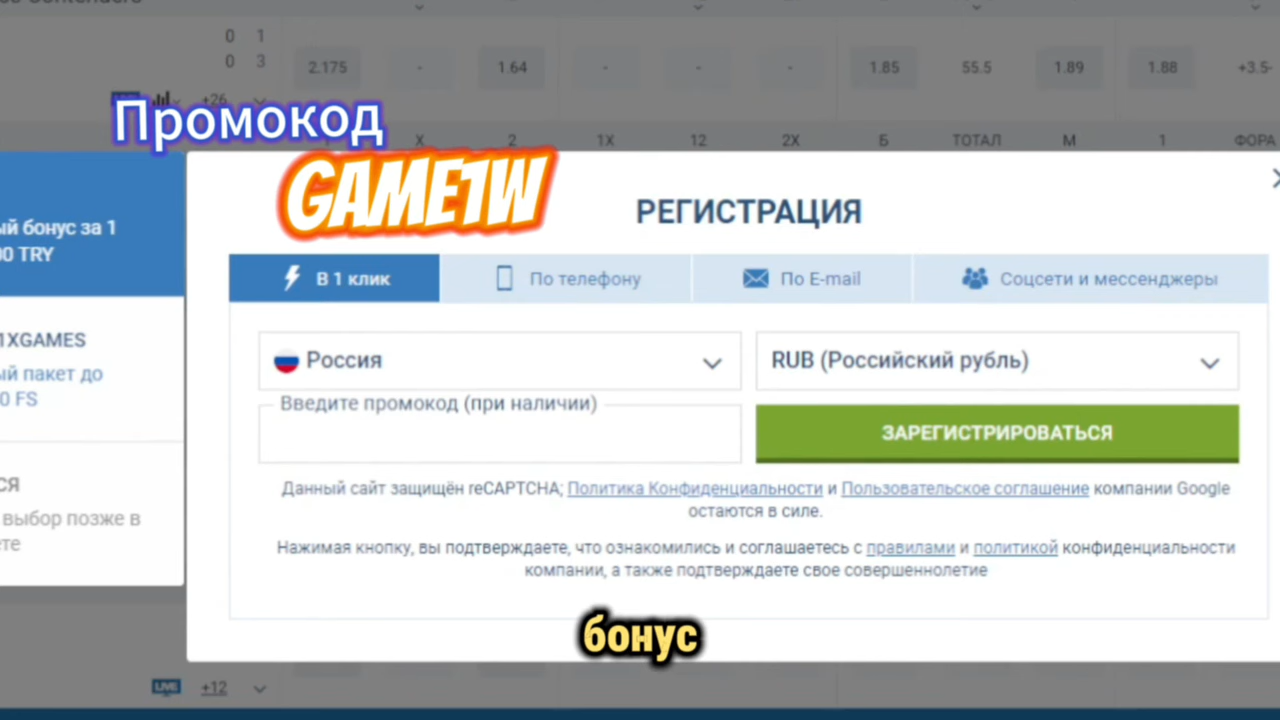 0 1
0 3
2.175 - 1.64 - - - 1.85 55.5 1.89 1.88 +3.5-
+26
X 2 1X 12 2X Б ТОТАЛ М 1 ФОРА
Промокод
GAME1W
РЕГИСТРАЦИЯ
ый бонус за 1
00 TRY
1XGAMES
ый пакет до
0 FS
СЯ
выбор позже в
ете
В 1 клик
По телефону
По E-mail
Соцсети и мессенджеры
Россия
RUB (Российский рубль)
Введите промокод (при наличии)
ЗАРЕГИСТРИРОВАТЬСЯ
Данный сайт защищён reCAPTCHA; Политика Конфиденциальности и Пользовательское соглашение компании Google
остаются в силе.
Нажимая кнопку, вы подтверждаете, что ознакомились и соглашаетесь с правилами и политикой конфиденциальности
компании, а также подтверждаете свое совершеннолетие
бонус
LIVE +12